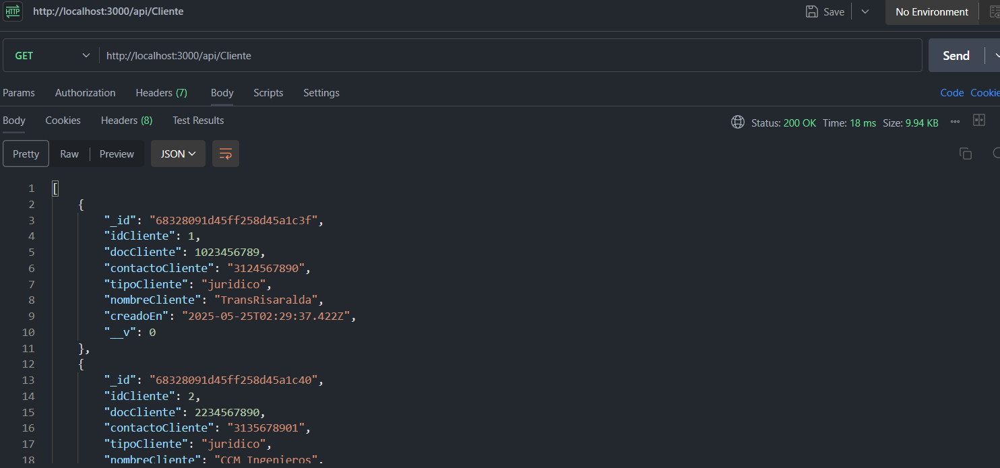 HTTP http://localhost:3000/api/Cliente Save No Environment
GET http://localhost:3000/api/Cliente Send
Params Authorization Headers (7) Body Scripts Settings Code Cookie
Body Cookies Headers (8) Test Results Status: 200 OK Time: 18 ms Size: 9.94 KB
Pretty Raw Preview JSON
1 [
2 {
3 "_id": "68328091d45ff258d45a1c3f",
4 "idCliente": 1,
5 "docCliente": 1023456789,
6 "contactoCliente": "3124567890",
7 "tipoCliente": "juridico",
8 "nombreCliente": "TransRisaralda",
9 "creadoEn": "2025-05-25T02:29:37.422Z",
10 "__v": 0
11 },
12 {
13 "_id": "68328091d45ff258d45a1c40",
14 "idCliente": 2,
15 "docCliente": 2234567890,
16 "contactoCliente": "3135678901",
17 "tipoCliente": "juridico",
18 "nombreCliente": "CCM Ingenieros",